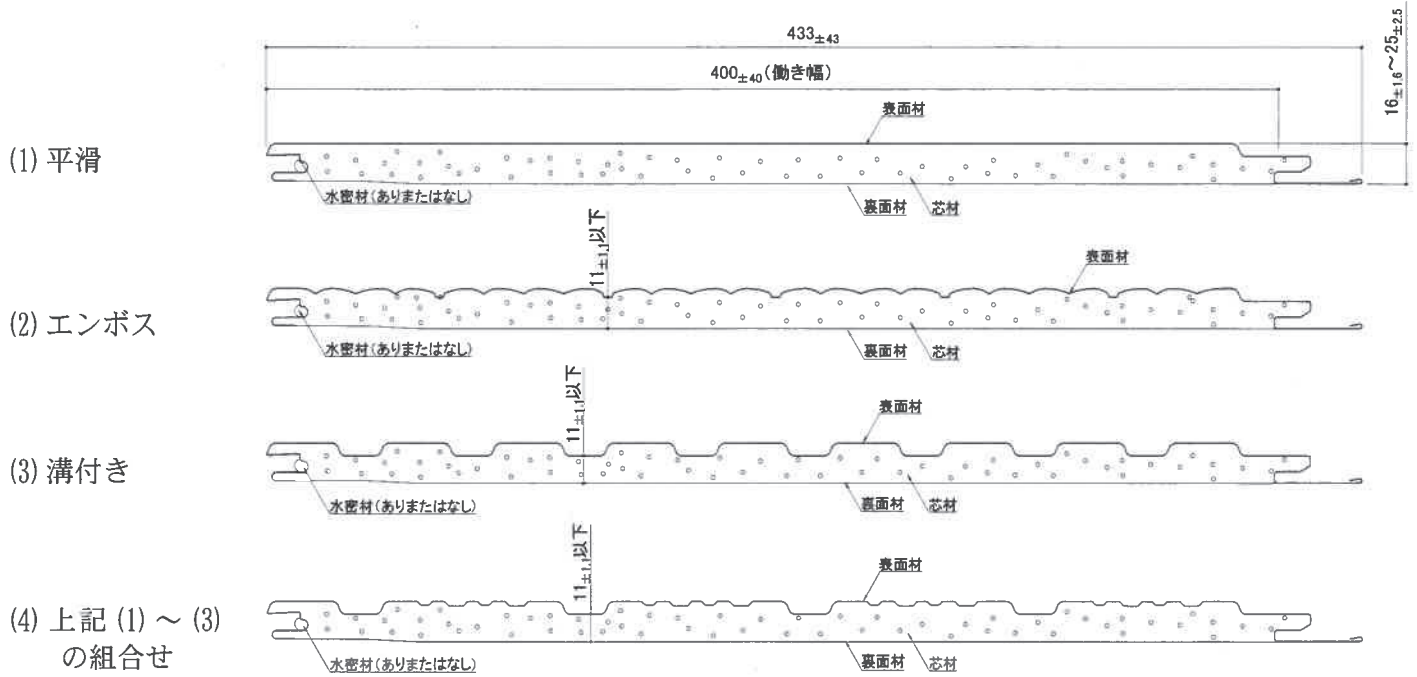 433±43
400±40(働き幅)
16±1.6～25±2.5
表面材
(1) 平滑
水密材(ありまたはなし)
裏面材
芯材
11±1.1以下
表面材
(2) エンボス
水密材(ありまたはなし)
裏面材
芯材
11±1.1以下
表面材
(3) 溝付き
水密材(ありまたはなし)
裏面材
芯材
11±1.1以下
表面材
(4) 上記 (1) ～ (3)
の組合せ
水密材(ありまたはなし)
裏面材
芯材